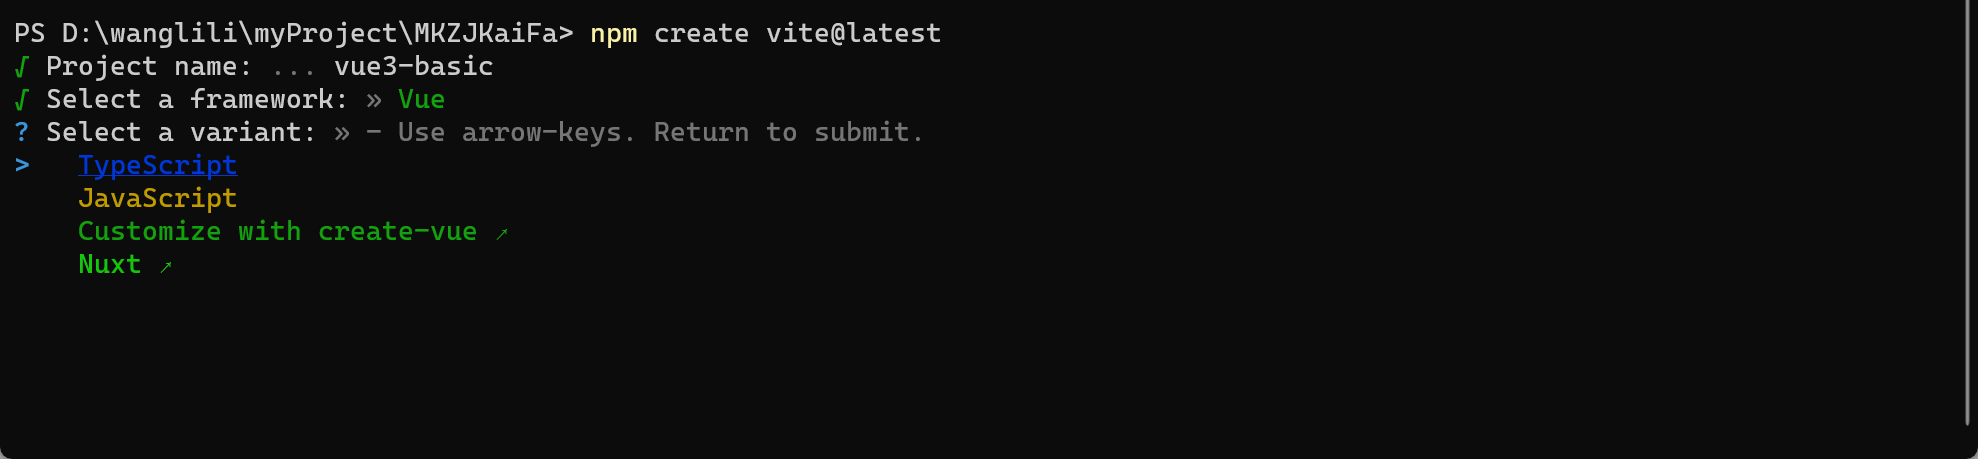 PS D:\wanglili\myProject\MKZJKaiFa> npm create vite@latest
√ Project name: ... vue3-basic
√ Select a framework: » Vue
? Select a variant: » - Use arrow-keys. Return to submit.
>   TypeScript
    JavaScript
    Customize with create-vue ↗
    Nuxt ↗